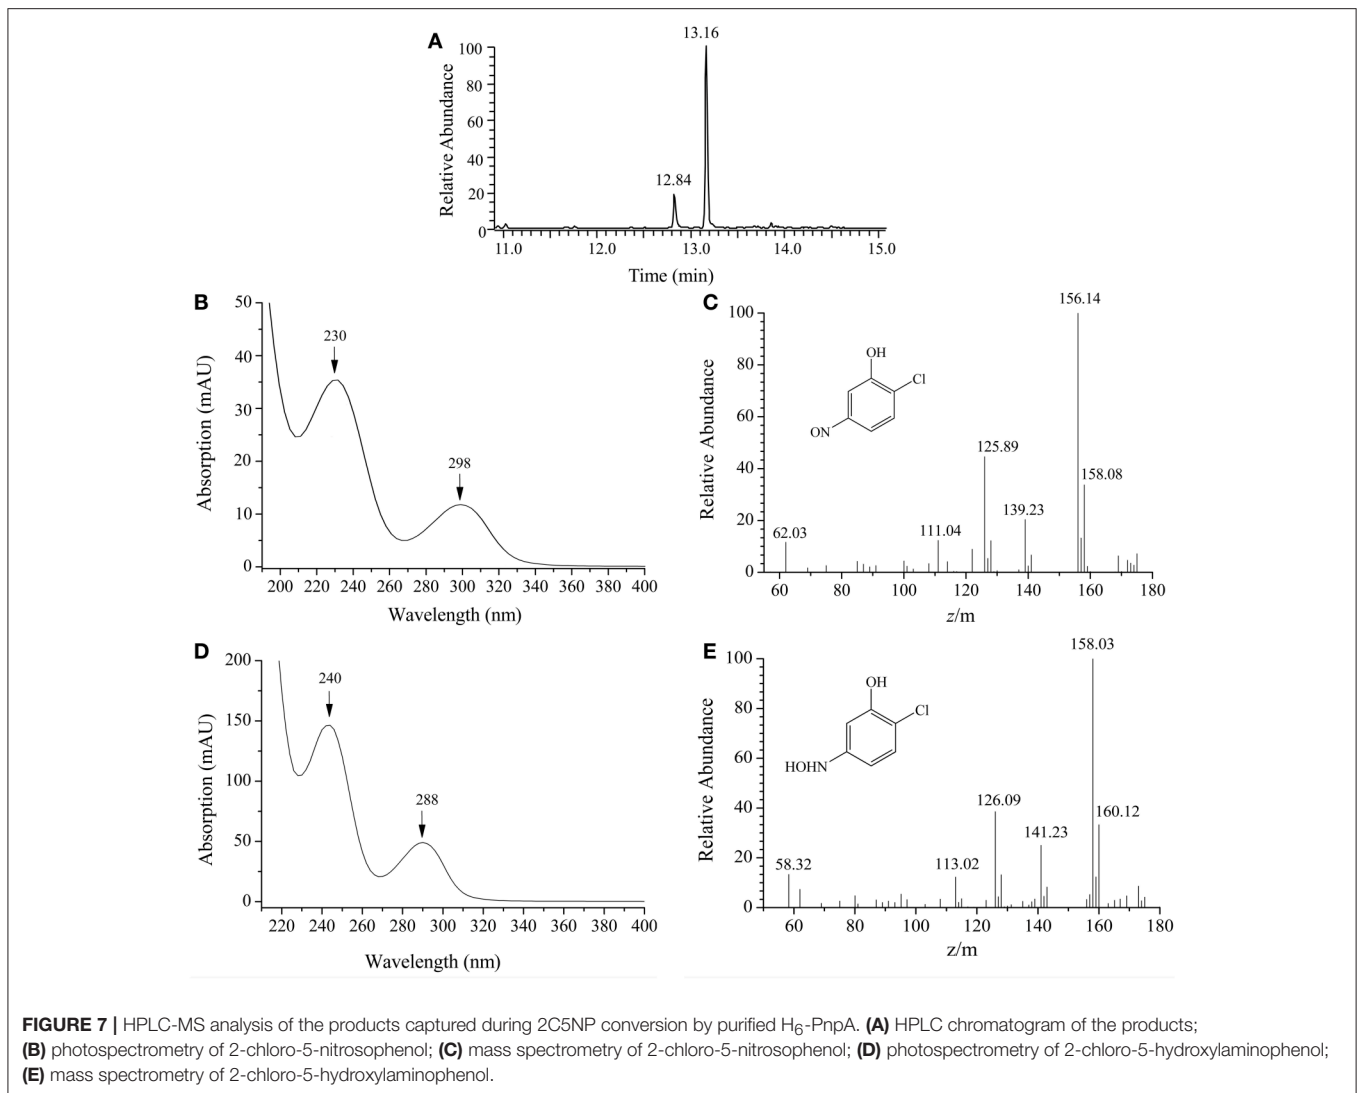 A
13.16
12.84
Relative Abundance
100
80
60
40
20
0
11.0 12.0 13.0 14.0 15.0
Time (min)
B
230
298
Absorption (mAU)
50
40
30
20
10
0
200 220 240 260 280 300 320 340 360 380 400
Wavelength (nm)
C
156.14
OH
Cl
ON
125.89
158.08
139.23
111.04
62.03
Relative Abundance
100
80
60
40
20
0
60 80 100 120 140 160 180
z/m
D
240
288
Absorption (mAU)
200
150
100
50
0
220 240 260 280 300 320 340 360 380 400
Wavelength (nm)
E
158.03
OH
Cl
HOHN
126.09
160.12
141.23
113.02
58.32
Relative Abundance
100
80
60
40
20
0
60 80 100 120 140 160 180
z/m
FIGURE 7 | HPLC-MS analysis of the products captured during 2C5NP conversion by purified H6-PnpA. (A) HPLC chromatogram of the products;
(B) photospectrometry of 2-chloro-5-nitrosophenol; (C) mass spectrometry of 2-chloro-5-nitrosophenol; (D) photospectrometry of 2-chloro-5-hydroxylaminophenol;
(E) mass spectrometry of 2-chloro-5-hydroxylaminophenol.